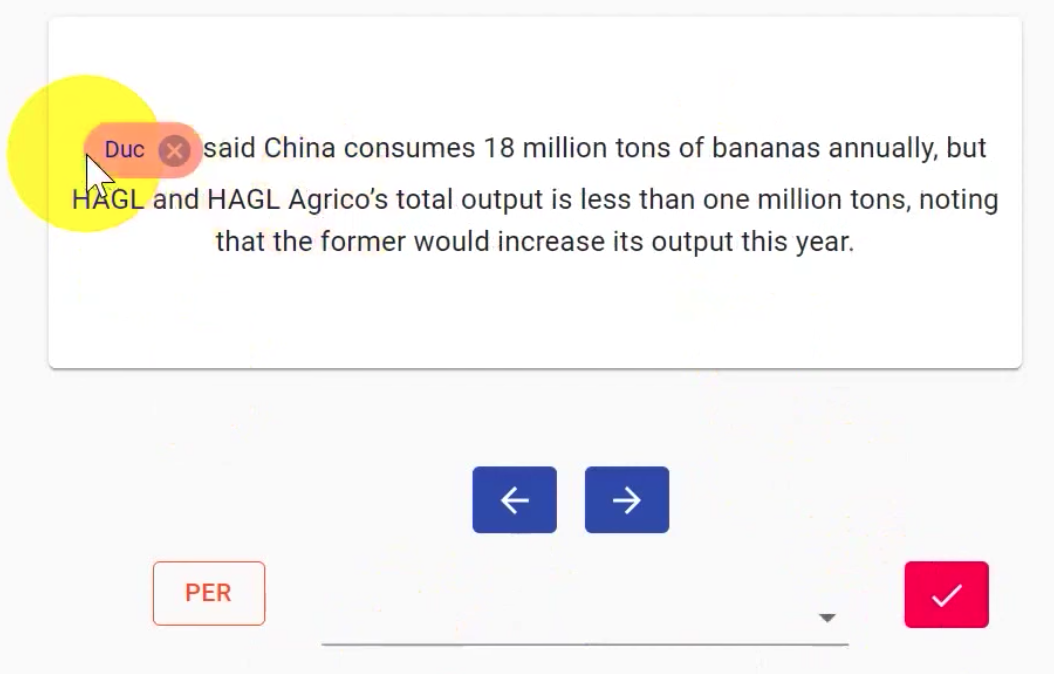 Duc said China consumes 18 million tons of bananas annually, but
HAGL and HAGL Agrico’s total output is less than one million tons, noting
that the former would increase its output this year.
PER